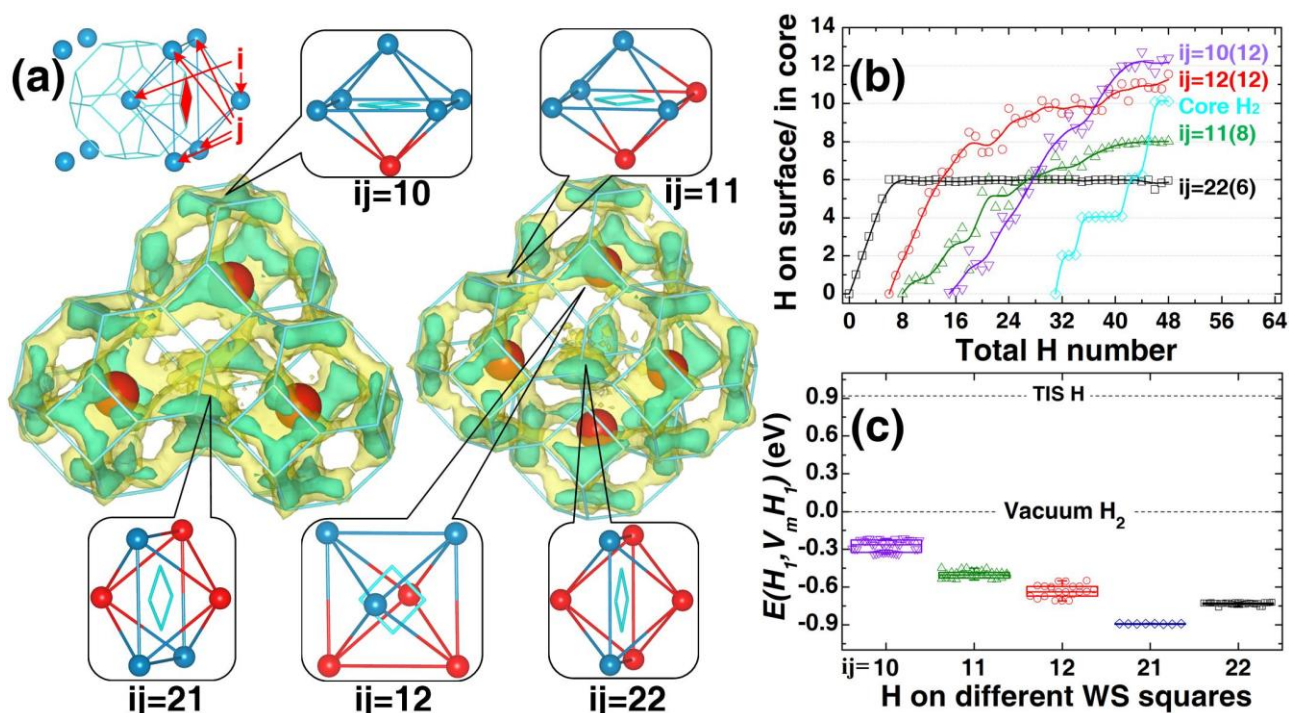 (a)
i
j
ij=10
ij=11
ij=21
ij=12
ij=22
(b)
H on surface/ in core
14
12
10
8
6
4
2
0
ij=10(12)
ij=12(12)
Core H₂
ij=11(8)
ij=22(6)
0 8 16 24 32 40 48 56 64
Total H number
(c)
E(H₁,VₘH₁) (eV)
0.9
0.6
0.3
0.0
-0.3
-0.6
-0.9
TIS H
Vacuum H₂
ij=10 11 12 21 22
H on different WS squares